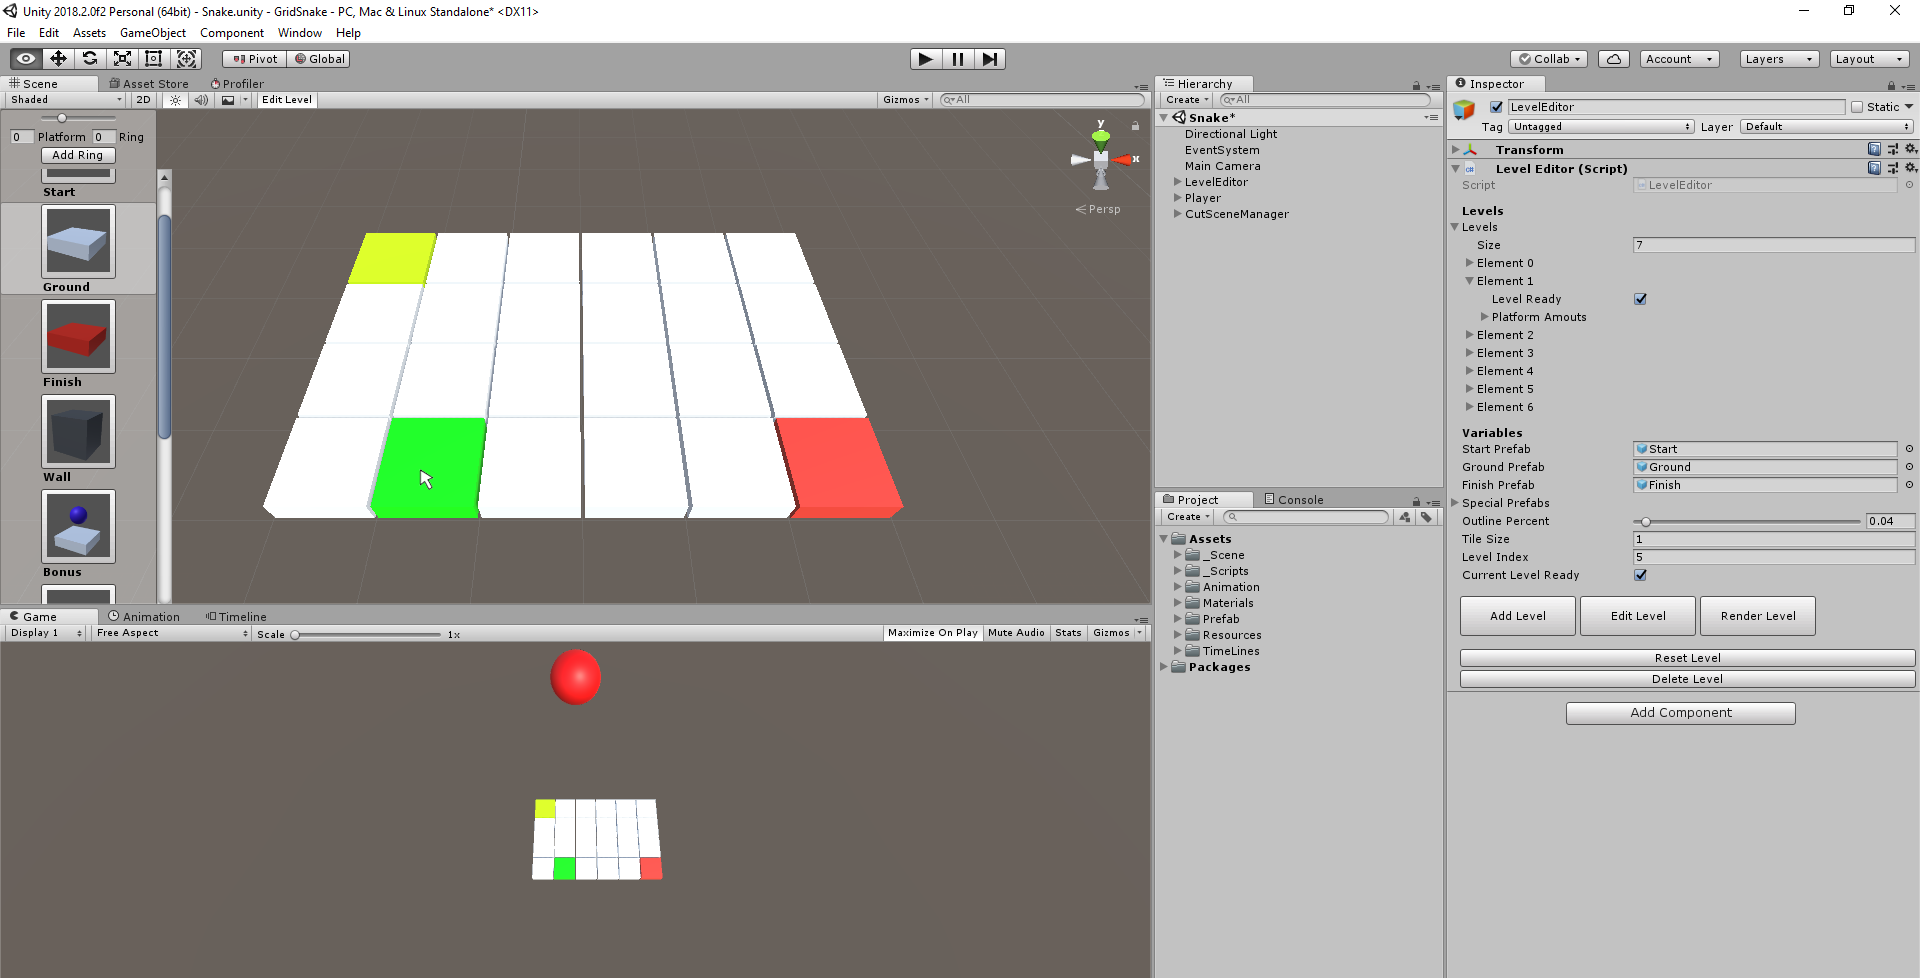 Unity 2018.2.0f2 Personal (64bit) - Snake.unity - GridSnake - PC, Mac & Linux Standalone* <DX11>
File Edit Assets GameObject Component Window Help
Pivot Global
Collab Account Layers Layout
Scene Asset Store Profiler
Shaded 2D Edit Level Gizmos All
0 Platform 0 Ring
Add Ring
Start
Ground
Finish
Wall
Bonus
y
x
Persp
Game Animation Timeline
Display 1 Free Aspect Scale 1x Maximize On Play Mute Audio Stats Gizmos
Hierarchy
Create All
Snake*
Directional Light
EventSystem
Main Camera
LevelEditor
Player
CutSceneManager
Project Console
Create
Assets
_Scene
_Scripts
Animation
Materials
Prefab
Resources
TimeLines
Packages
Inspector
LevelEditor Static
Tag Untagged Layer Default
Transform
Level Editor (Script)
Script LevelEditor
Levels
Levels
Size 7
Element 0
Element 1
Level Ready
Platform Amouts
Element 2
Element 3
Element 4
Element 5
Element 6
Variables
Start Prefab Start
Ground Prefab Ground
Finish Prefab Finish
Special Prefabs
Outline Percent 0.04
Tile Size 1
Level Index 5
Current Level Ready
Add Level Edit Level Render Level
Reset Level
Delete Level
Add Component